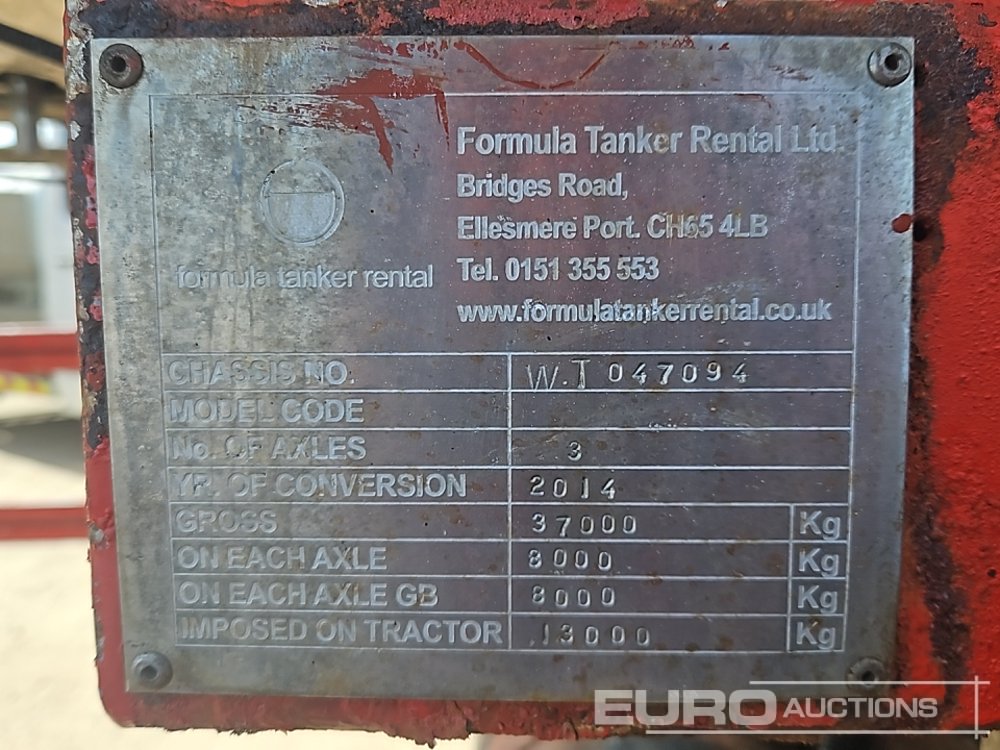 Formula Tanker Rental Ltd.
Bridges Road,
Ellesmere Port. CH65 4LB
Tel. 0151 355 553
www.formulatankerrental.co.uk
formula tanker rental
CHASSIS NO. W.T 047094
MODEL CODE
No. OF AXLES 3
YR. OF CONVERSION 2014
GROSS 37000 Kg
ON EACH AXLE 8000 Kg
ON EACH AXLE GB 8000 Kg
IMPOSED ON TRACTOR 13000 Kg
EURO AUCTIONS